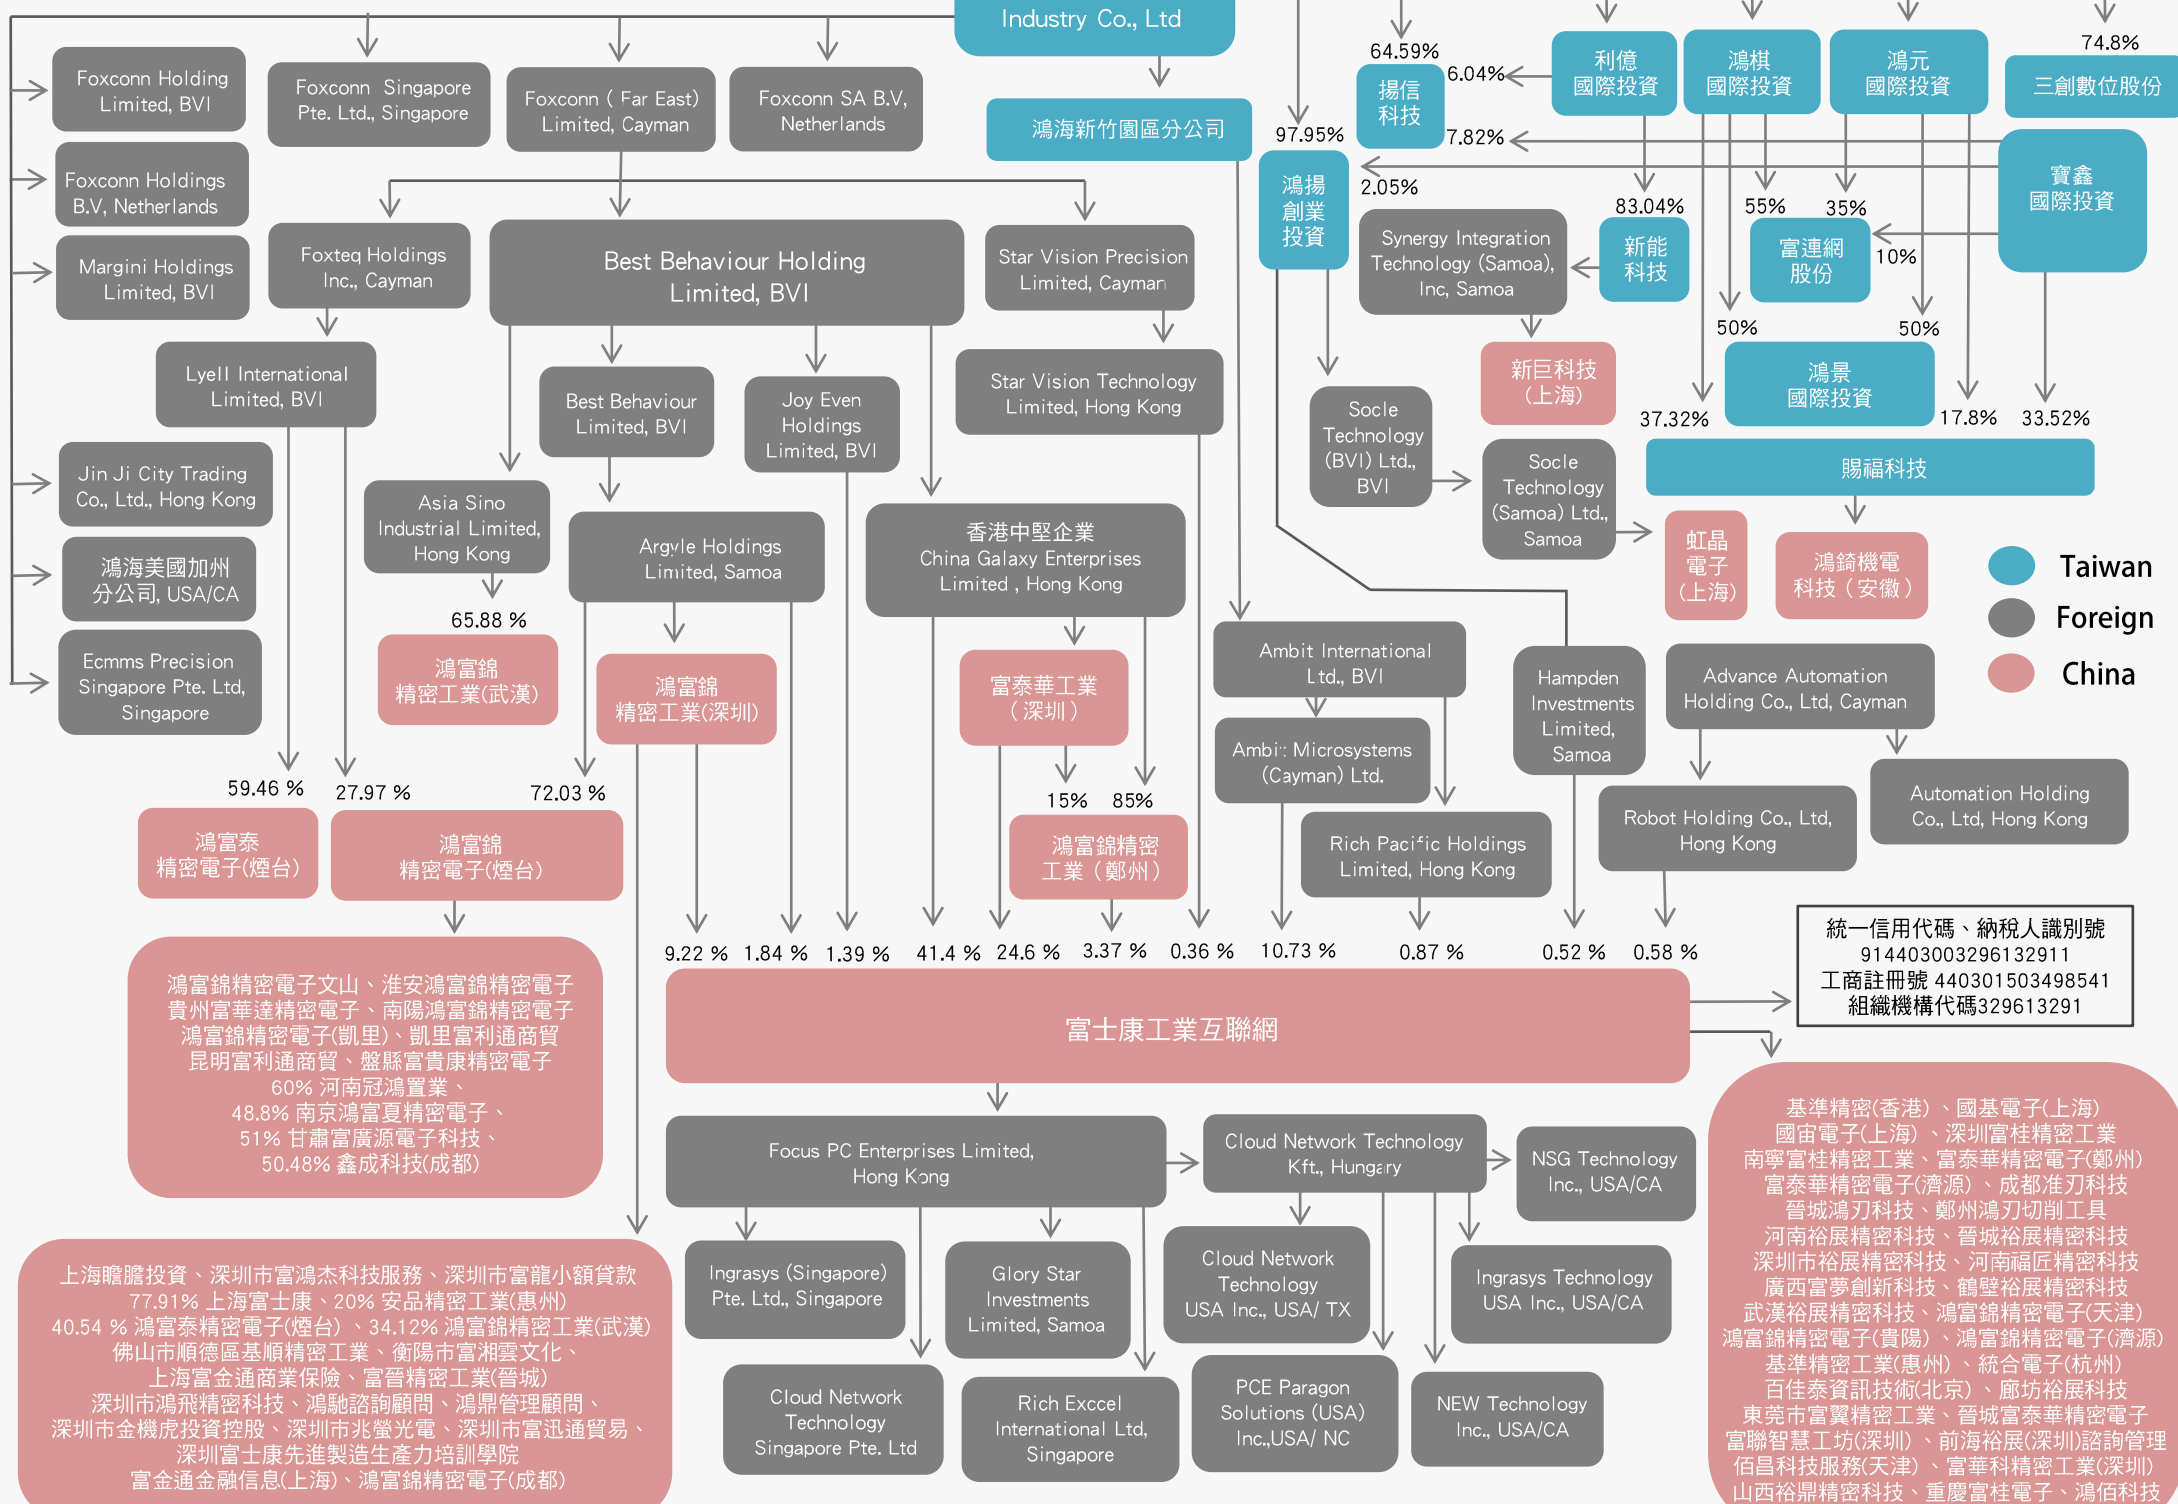 Industry Co., Ltd
Foxconn Holding
Limited, BVI
Foxconn Singapore
Pte. Ltd., Singapore
Foxconn ( Far East)
Limited, Cayman
Foxconn SA B.V,
Netherlands
鴻海新竹園區分公司
97.95%
64.59%
6.04%
揚信
科技
7.82%
利億
國際投資
鴻棋
國際投資
鴻元
國際投資
74.8%
三創數位股份
Foxconn Holdings
B.V, Netherlands
Margini Holdings
Limited, BVI
Foxteq Holdings
Inc., Cayman
Best Behaviour Holding
Limited, BVI
Star Vision Precision
Limited, Cayman
鴻揚
創業
投資
2.05%
Synergy Integration
Technology (Samoa),
Inc, Samoa
83.04%
新能
科技
55%
35%
富連網
股份
10%
寶鑫
國際投資
Lyell International
Limited, BVI
Best Behaviour
Limited, BVI
Joy Even
Holdings
Limited, BVI
Star Vision Technology
Limited, Hong Kong
新巨科技
(上海)
50%
50%
鴻景
國際投資
37.32%
17.8%
33.52%
賜福科技
Socle
Technology
(BVI) Ltd.,
BVI
Socle
Technology
(Samoa) Ltd.,
Samoa
虹晶
電子
(上海)
鴻錡機電
科技（安徽）
Taiwan
Foreign
China
Jin Ji City Trading
Co., Ltd., Hong Kong
鴻海美國加州
分公司, USA/CA
Ecmms Precision
Singapore Pte. Ltd,
Singapore
Asia Sino
Industrial Limited,
Hong Kong
65.88 %
鴻富錦
精密工業(武漢)
Argyle Holdings
Limited, Samoa
鴻富錦
精密工業(深圳)
香港中堅企業
China Galaxy Enterprises
Limited , Hong Kong
富泰華工業
（深圳）
15%
85%
鴻富錦精密
工業（鄭州）
Ambit International
Ltd., BVI
Ambi:: Microsystems
(Cayman) Ltd.
Rich Pacific Holdings
Limited, Hong Kong
Hampden
Investments
Limited,
Samoa
Advance Automation
Holding Co., Ltd, Cayman
Robot Holding Co., Ltd,
Hong Kong
Automation Holding
Co., Ltd, Hong Kong
59.46 %
27.97 %
72.03 %
鴻富泰
精密電子(煙台)
鴻富錦
精密電子(煙台)
鴻富錦精密電子文山、淮安鴻富錦精密電子
貴州富華達精密電子、南陽鴻富錦精密電子
鴻富錦精密電子(凱里)、凱里富利通商貿
昆明富利通商貿、盤縣富貴康精密電子
60% 河南冠鴻置業、
48.8% 南京鴻富夏精密電子、
51% 甘肅富廣源電子科技、
50.48% 鑫成科技(成都)
9.22 %
1.84 %
1.39 %
41.4 %
24.6 %
3.37 %
0.36 %
10.73 %
0.87 %
0.52 %
0.58 %
富士康工業互聯網
統一信用代碼、納稅人識別號
914403003296132911
工商註冊號 440301503498541
組織機構代碼329613291
Focus PC Enterprises Limited,
Hong Kong
Cloud Network Technology
Kft., Hungary
NSG Technology
Inc., USA/CA
Ingrasys (Singapore)
Pte. Ltd., Singapore
Glory Star
Investments
Limited, Samoa
Cloud Network
Technology
USA Inc., USA/ TX
Ingrasys Technology
USA Inc., USA/CA
Cloud Network
Technology
Singapore Pte. Ltd
Rich Exccel
International Ltd,
Singapore
PCE Paragon
Solutions (USA)
Inc.,USA/ NC
NEW Technology
Inc., USA/CA
上海瞻膽投資、深圳市富鴻杰科技服務、深圳市富龍小額貸款
77.91% 上海富士康、20% 安品精密工業(惠州)
40.54 % 鴻富泰精密電子(煙台) 、34.12% 鴻富錦精密工業(武漢)
佛山市順德區基順精密工業、衡陽市富湘雲文化、
上海富金通商業保險、富晉精密工業(晉城)
深圳市鴻飛精密科技、鴻馳諮詢顧問、鴻鼎管理顧問、
深圳市金機虎投資控股、深圳市兆螢光電、深圳市富迅通貿易、
深圳富士康先進製造生產力培訓學院
富金通金融信息(上海)、鴻富錦精密電子(成都)
基準精密(香港) 、國基電子(上海)
國宙電子(上海) 、深圳富桂精密工業
南寧富桂精密工業、富泰華精密電子(鄭州)
富泰華精密電子(濟源) 、成都准刃科技
晉城鴻刃科技、鄭州鴻刃切削工具
河南裕展精密科技、晉城裕展精密科技
深圳市裕展精密科技、河南福匠精密科技
廣西富夢創新科技、鶴壁裕展精密科技
武漢裕展精密科技、鴻富錦精密電子(天津)
鴻富錦精密電子(貴陽) 、鴻富錦精密電子(濟源)
基準精密工業(惠州) 、統合電子(杭州)
百佳泰資訊技術(北京) 、廊坊裕展科技
東莞市富翼精密工業、晉城富泰華精密電子
富聯智慧工坊(深圳) 、前海裕展(深圳)諮詢管理
佰昌科技服務(天津) 、富華科精密工業(深圳)
山西裕鼎精密科技、重慶富桂電子、鴻佰科技